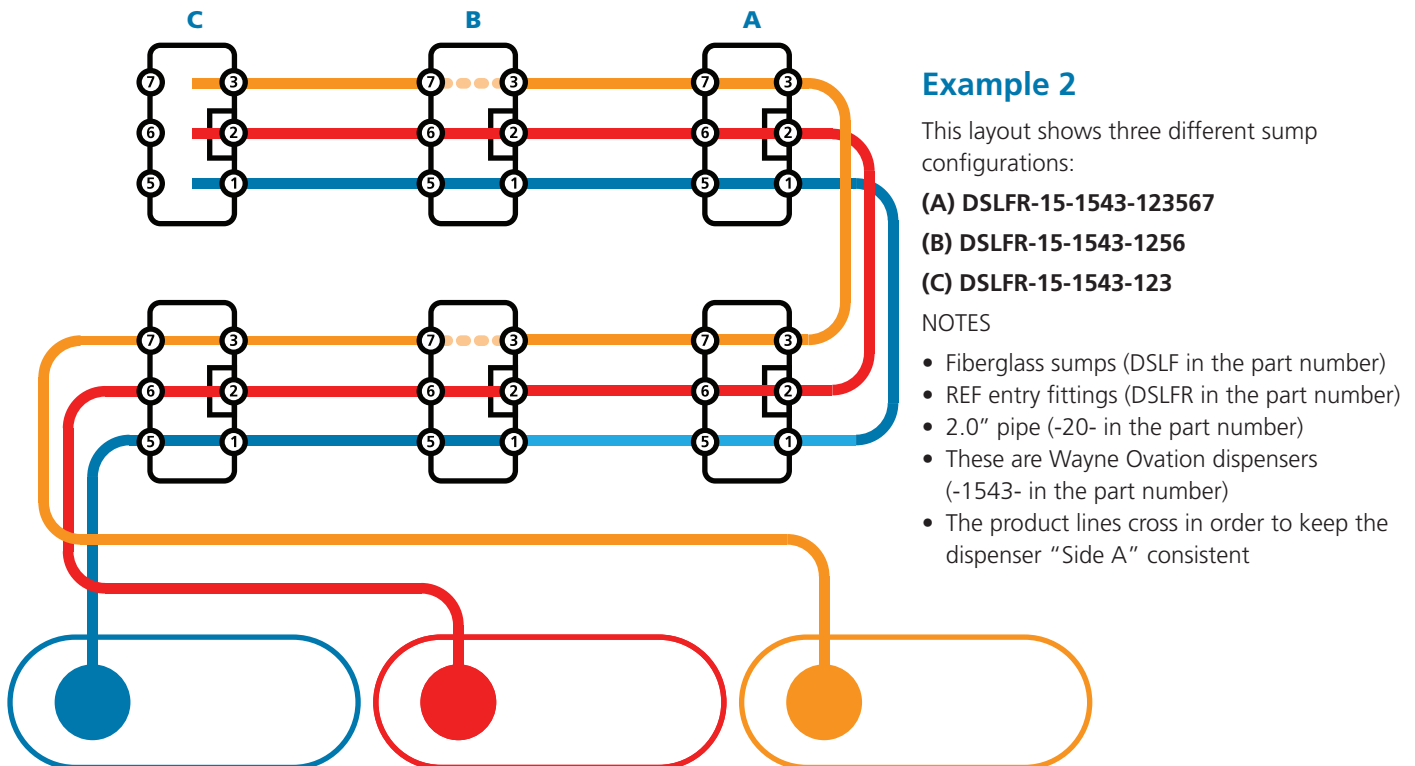 C B A
7 3 7 3 7 3
6 2 6 2 6 2
5 1 5 1 5 1
7 3 7 3 7 3
6 2 6 2 6 2
5 1 5 1 5 1
Example 2
This layout shows three different sump
configurations:
(A) DSLFR-15-1543-123567
(B) DSLFR-15-1543-1256
(C) DSLFR-15-1543-123
NOTES
• Fiberglass sumps (DSLF in the part number)
• REF entry fittings (DSLFR in the part number)
• 2.0” pipe (-20- in the part number)
• These are Wayne Ovation dispensers
(-1543- in the part number)
• The product lines cross in order to keep the
dispenser “Side A” consistent